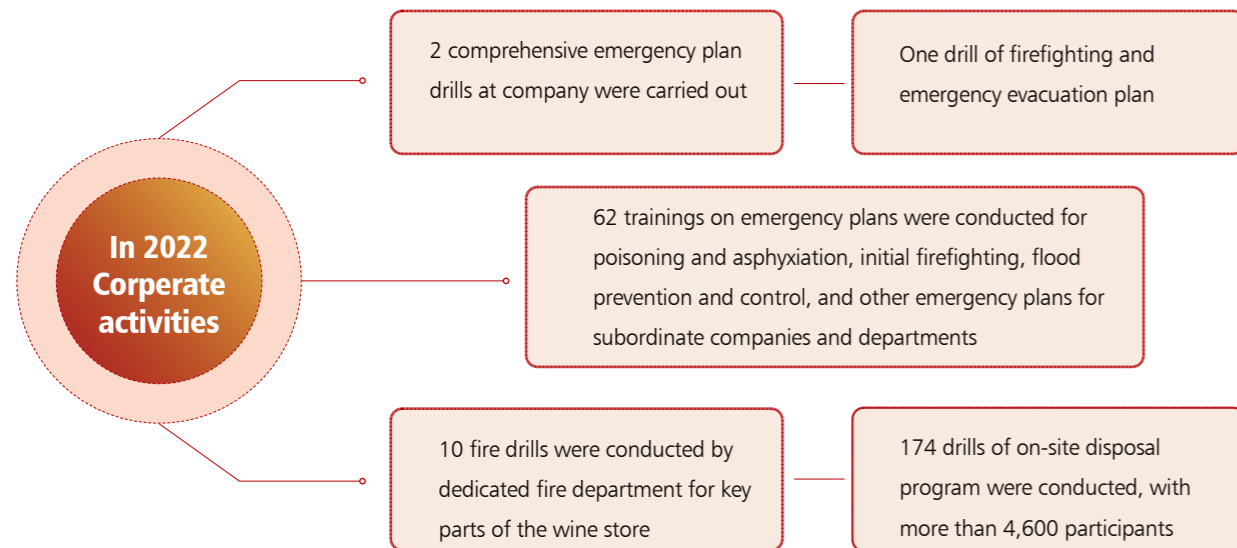 2 comprehensive emergency plan
drills at company were carried out
One drill of firefighting and
emergency evacuation plan
In 2022
Corperate
activities
62 trainings on emergency plans were conducted for
poisoning and asphyxiation, initial firefighting, flood
prevention and control, and other emergency plans for
subordinate companies and departments
10 fire drills were conducted by
dedicated fire department for key
parts of the wine store
174 drills of on-site disposal
program were conducted, with
more than 4,600 participants